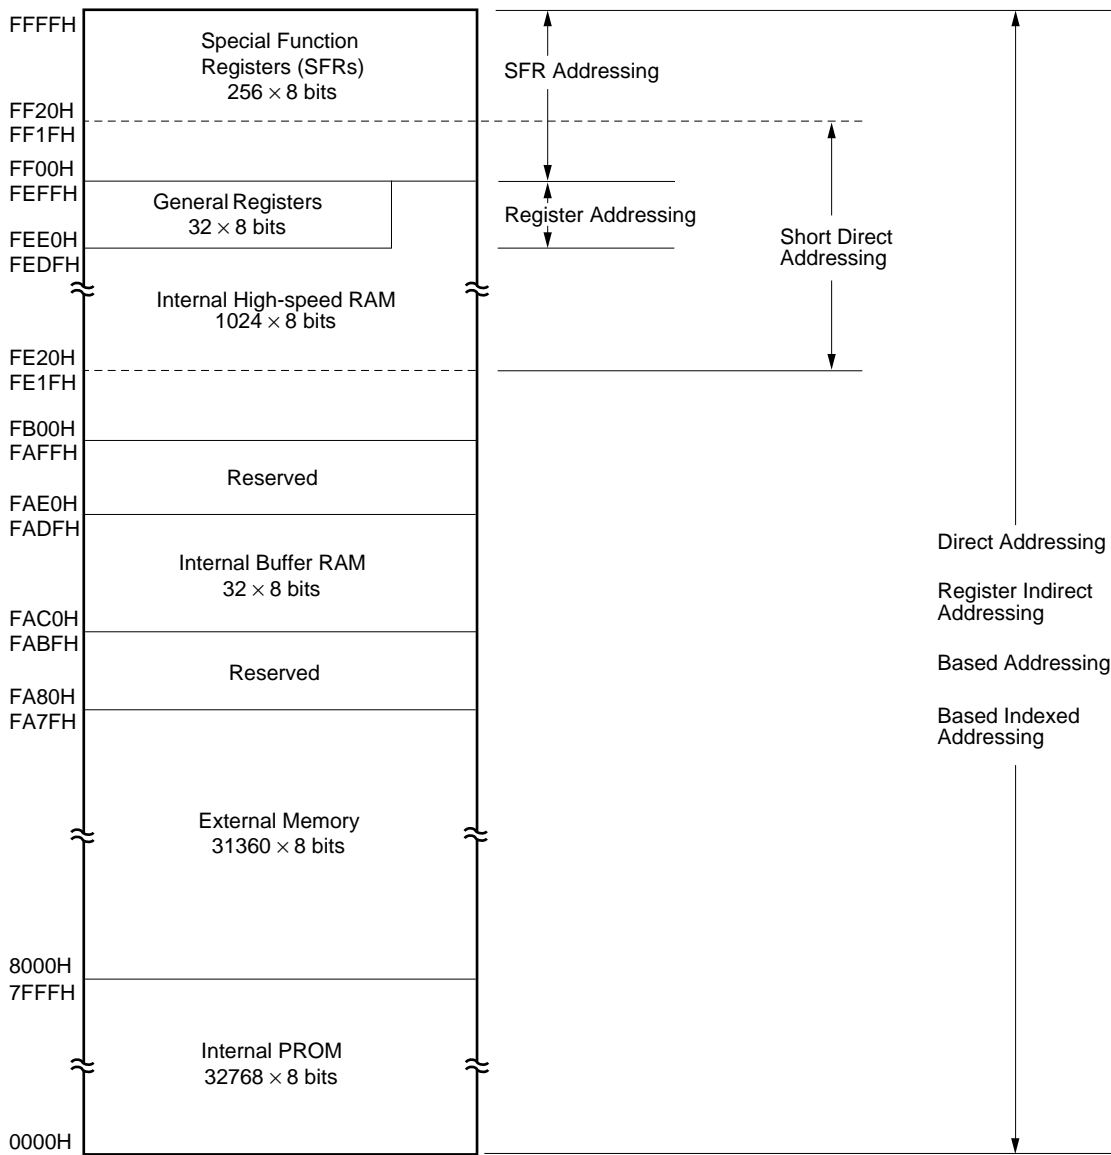 FFFFH
Special Function
Registers (SFRs)
256 × 8 bits
SFR Addressing
FF20H
FF1FH
FF00H
FEFFH
General Registers
32 × 8 bits
Register Addressing
Short Direct
Addressing
FEE0H
FEDFH
Internal High-speed RAM
1024 × 8 bits
FE20H
FE1FH
FB00H
FAFFH
Reserved
FAE0H
FADFH
Internal Buffer RAM
32 × 8 bits
Direct Addressing
Register Indirect
Addressing
Based Addressing
Based Indexed
Addressing
FAC0H
FABFH
Reserved
FA80H
FA7FH
External Memory
31360 × 8 bits
8000H
7FFFH
Internal PROM
32768 × 8 bits
0000H